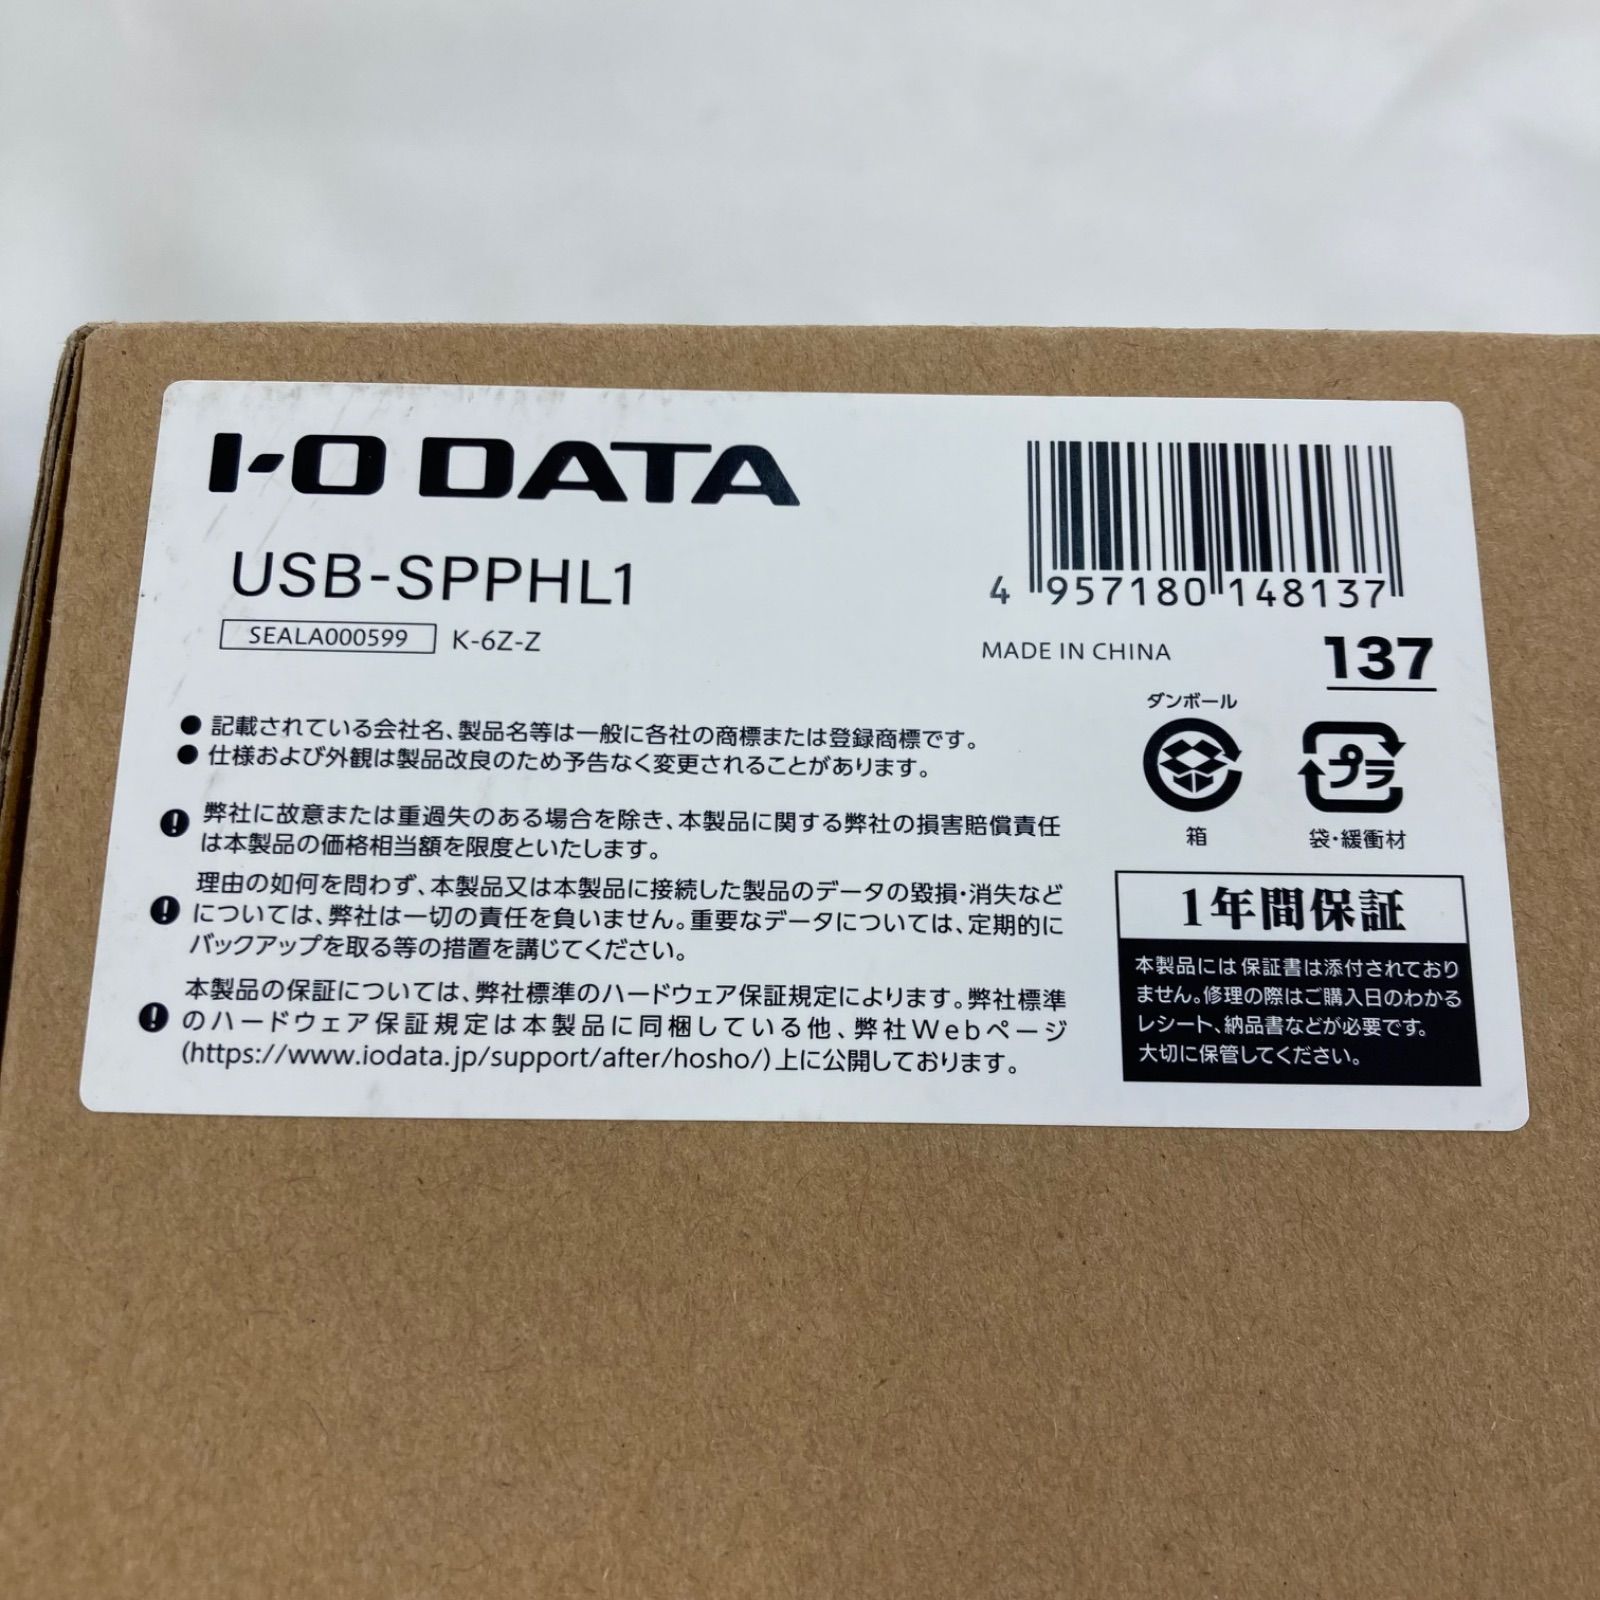 I-O DATA
USB-SPPHL1
SEALA000599 K-6Z-Z
4 957180 148137
MADE IN CHINA
137
ダンボール
箱
プラ
袋・緩衝材
● 記載されている会社名、製品名等は一般に各社の商標または登録商標です。
● 仕様および外観は製品改良のため予告なく変更されることがあります。
弊社に故意または重過失のある場合を除き、本製品に関する弊社の損害賠償責任
は本製品の価格相当額を限度といたします。
理由の如何を問わず、本製品又は本製品に接続した製品のデータの毀損・消失など
については、弊社は一切の責任を負いません。重要なデータについては、定期的に
バックアップを取る等の措置を講じてください。
本製品の保証については、弊社標準のハードウェア保証規定によります。弊社標準
のハードウェア保証規定は本製品に同梱している他、弊社Webページ
(https://www.iodata.jp/support/after/hosho/)上に公開しております。
1年間保証
本製品には保証書は添付されており
ません。修理の際はご購入日のわかる
レシート、納品書などが必要です。
大切に保管してください。